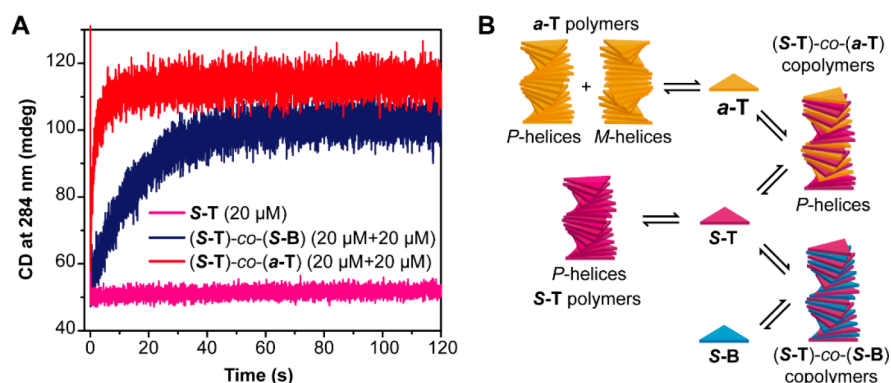 A
CD at 284 nm (mdeg)
120
100
80
60
40
S-T (20 µM)
(S-T)-co-(S-B) (20 µM+20 µM)
(S-T)-co-(a-T) (20 µM+20 µM)
0 20 40 60 80 100 120
Time (s)
B
a-T polymers
+
P-helices M-helices
a-T
(S-T)-co-(a-T)
copolymers
P-helices
S-T
P-helices
S-T polymers
S-B
(S-T)-co-(S-B)
copolymers